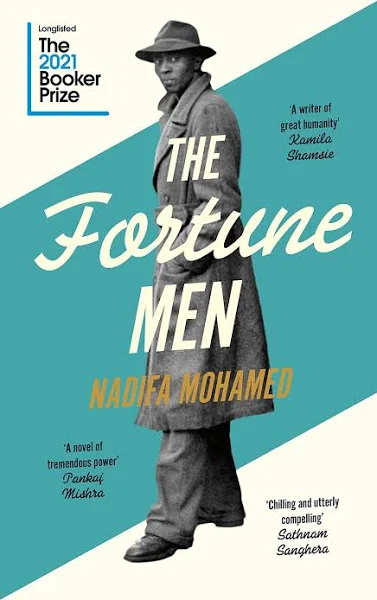 Longlisted
The
2021
Booker
Prize
'A writer of
great humanity'
Kamila
Shamsie
THE
Fortune
MEN
NADIFA MOHAMED
'A novel of
tremendous power'
Pankaj
Mishra
'Chilling and utterly
compelling'
Sathnam
Sanghera